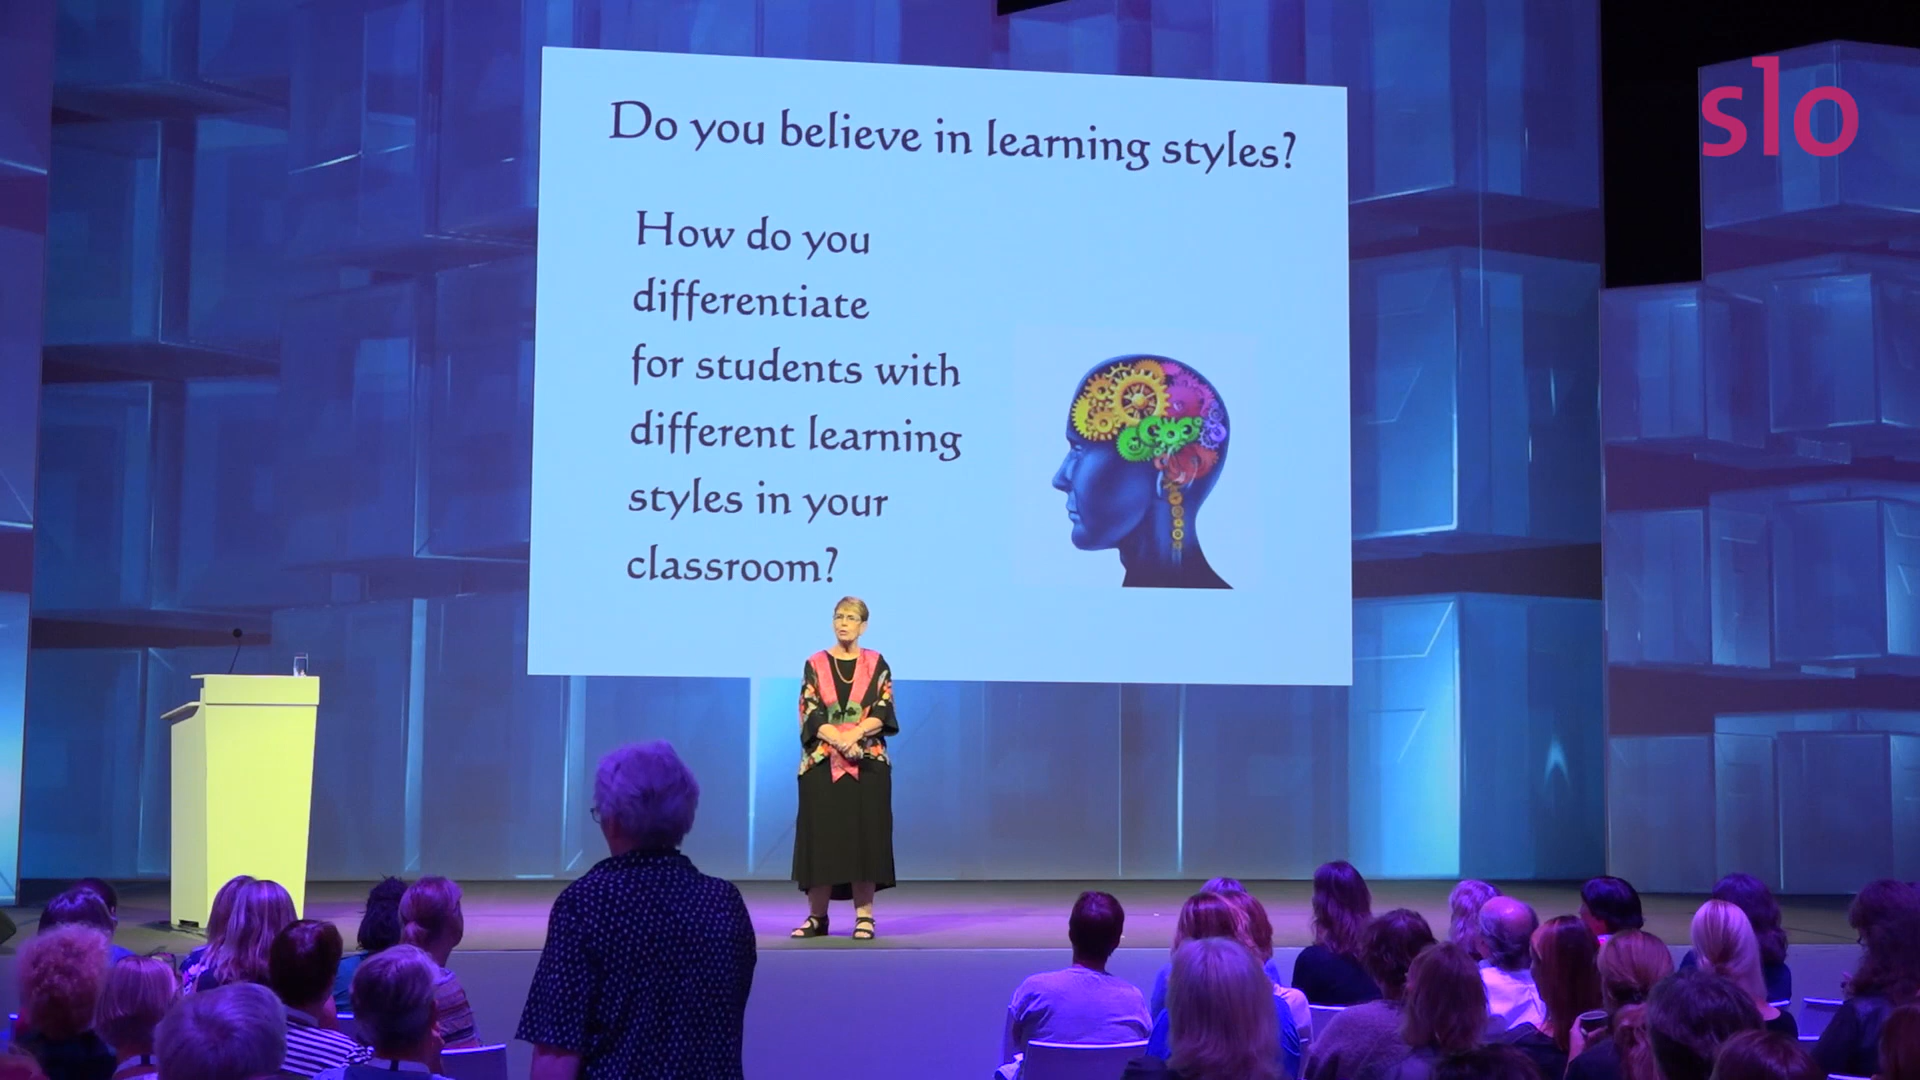 slo
Do you believe in learning styles?
How do you
differentiate
for students with
different learning
styles in your
classroom?